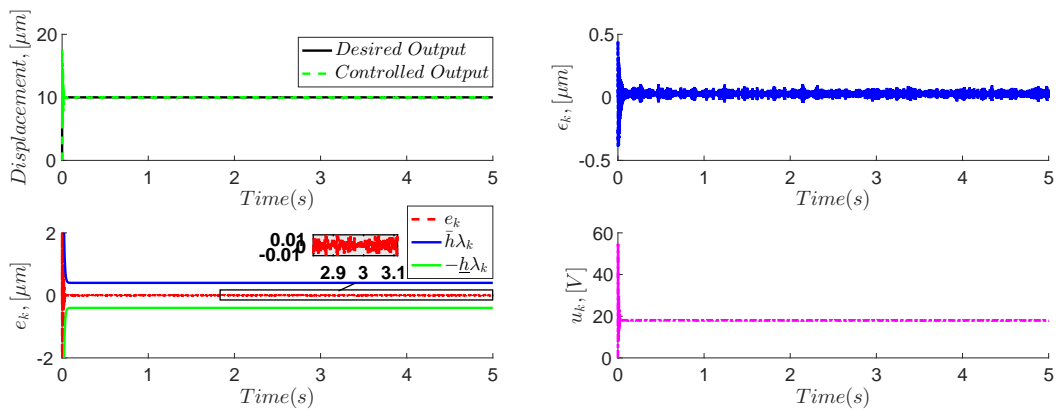 Displacement, [μm]
20
10
0
0 1 2 3 4 5
Time(s)
Desired Output
Controlled Output
ϵ_k, [μm]
0.5
0
-0.5
0 1 2 3 4 5
Time(s)
e_k, [μm]
2
0
-2
0 1 2 3 4 5
Time(s)
0.01
0
-0.01
2.9 3 3.1
e_k
h̄λ_k
−h̲λ_k
u_k, [V]
60
40
20
0
0 1 2 3 4 5
Time(s)